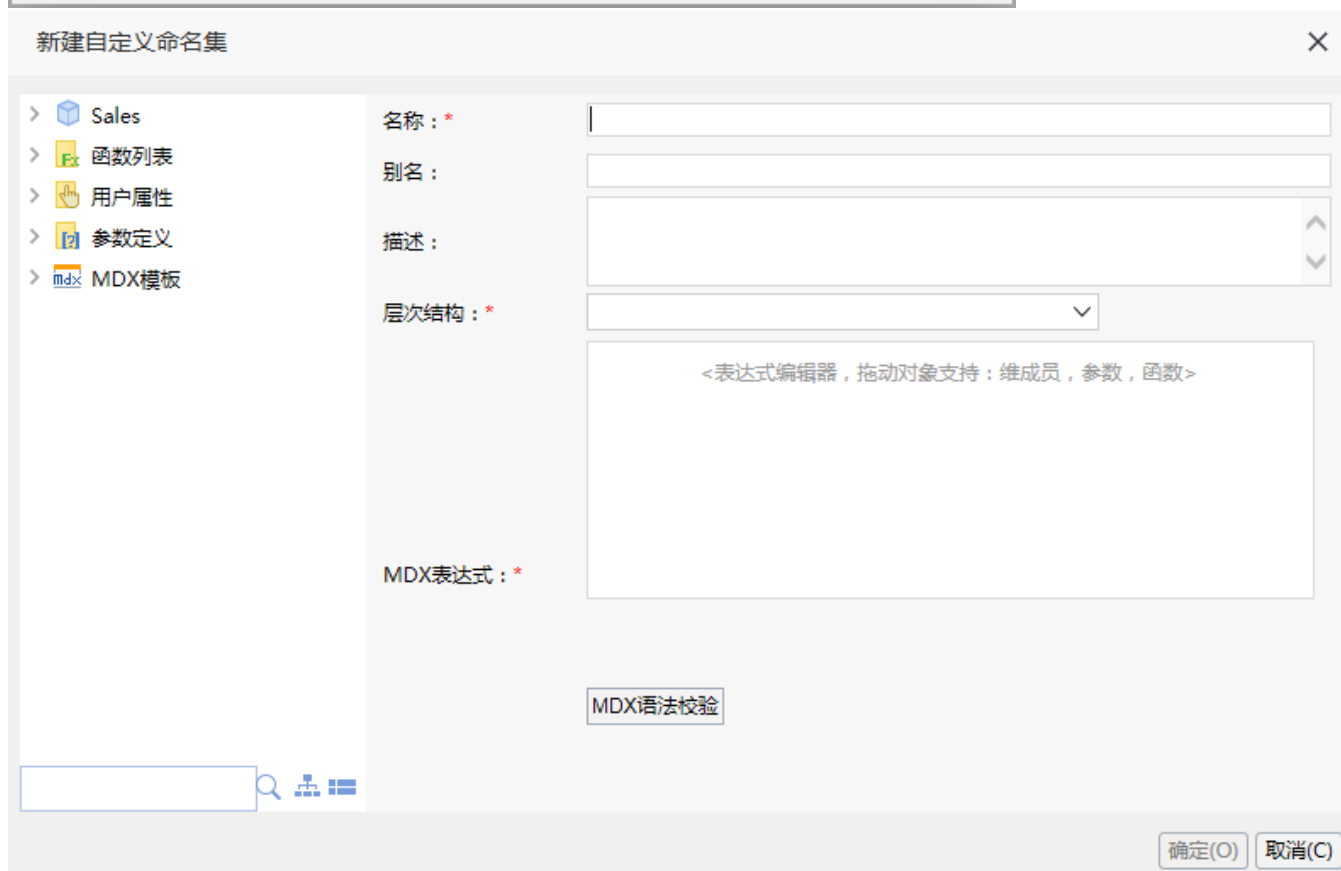 新建自定义命名集
Sales
函数列表
用户属性
参数定义
mdx MDX模板
名称：*
别名：
描述：
层次结构：*
<表达式编辑器，拖动对象支持：维成员，参数，函数>
MDX表达式：*
MDX语法校验
确定(O) 取消(C)